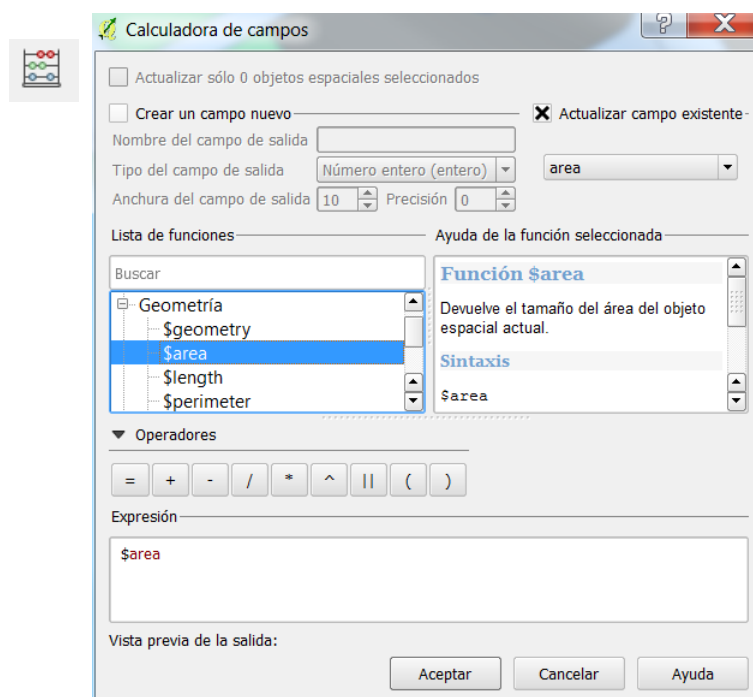 Calculadora de campos
?
X
Actualizar sólo 0 objetos espaciales seleccionados
Crear un campo nuevo
Actualizar campo existente
Nombre del campo de salida
Tipo del campo de salida Número entero (entero)
area
Anchura del campo de salida 10 Precisión 0
Lista de funciones
Ayuda de la función seleccionada
Buscar
Geometría
$geometry
$area
$length
$perimeter
Función $area
Devuelve el tamaño del área del objeto
espacial actual.
Sintaxis
$area
Operadores
= + - / * ^ || ( )
Expresión
$area
Vista previa de la salida:
Aceptar Cancelar Ayuda